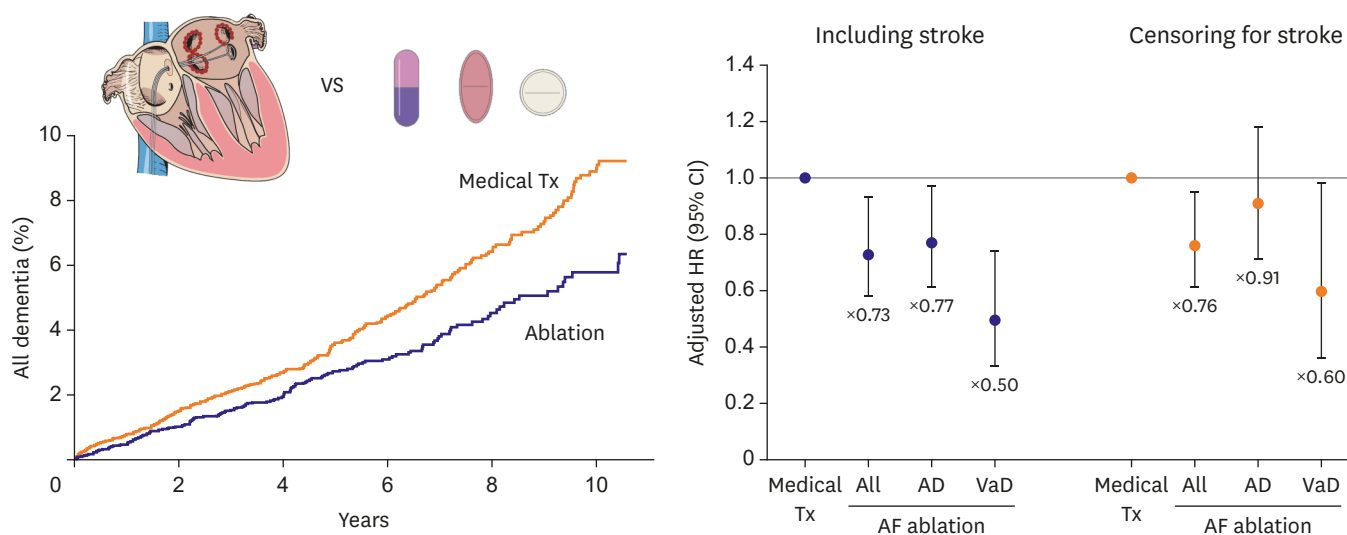 VS
10
8
6
4
2
0
All dementia (%)
Medical Tx
Ablation
0 2 4 6 8 10
Years
Including stroke
Censoring for stroke
1.4
1.2
1.0
0.8
0.6
0.4
0.2
0
Adjusted HR (95% CI)
×0.73
×0.77
×0.50
×0.76
×0.91
×0.60
Medical Tx
All AD VaD
AF ablation
Medical Tx
All AD VaD
AF ablation